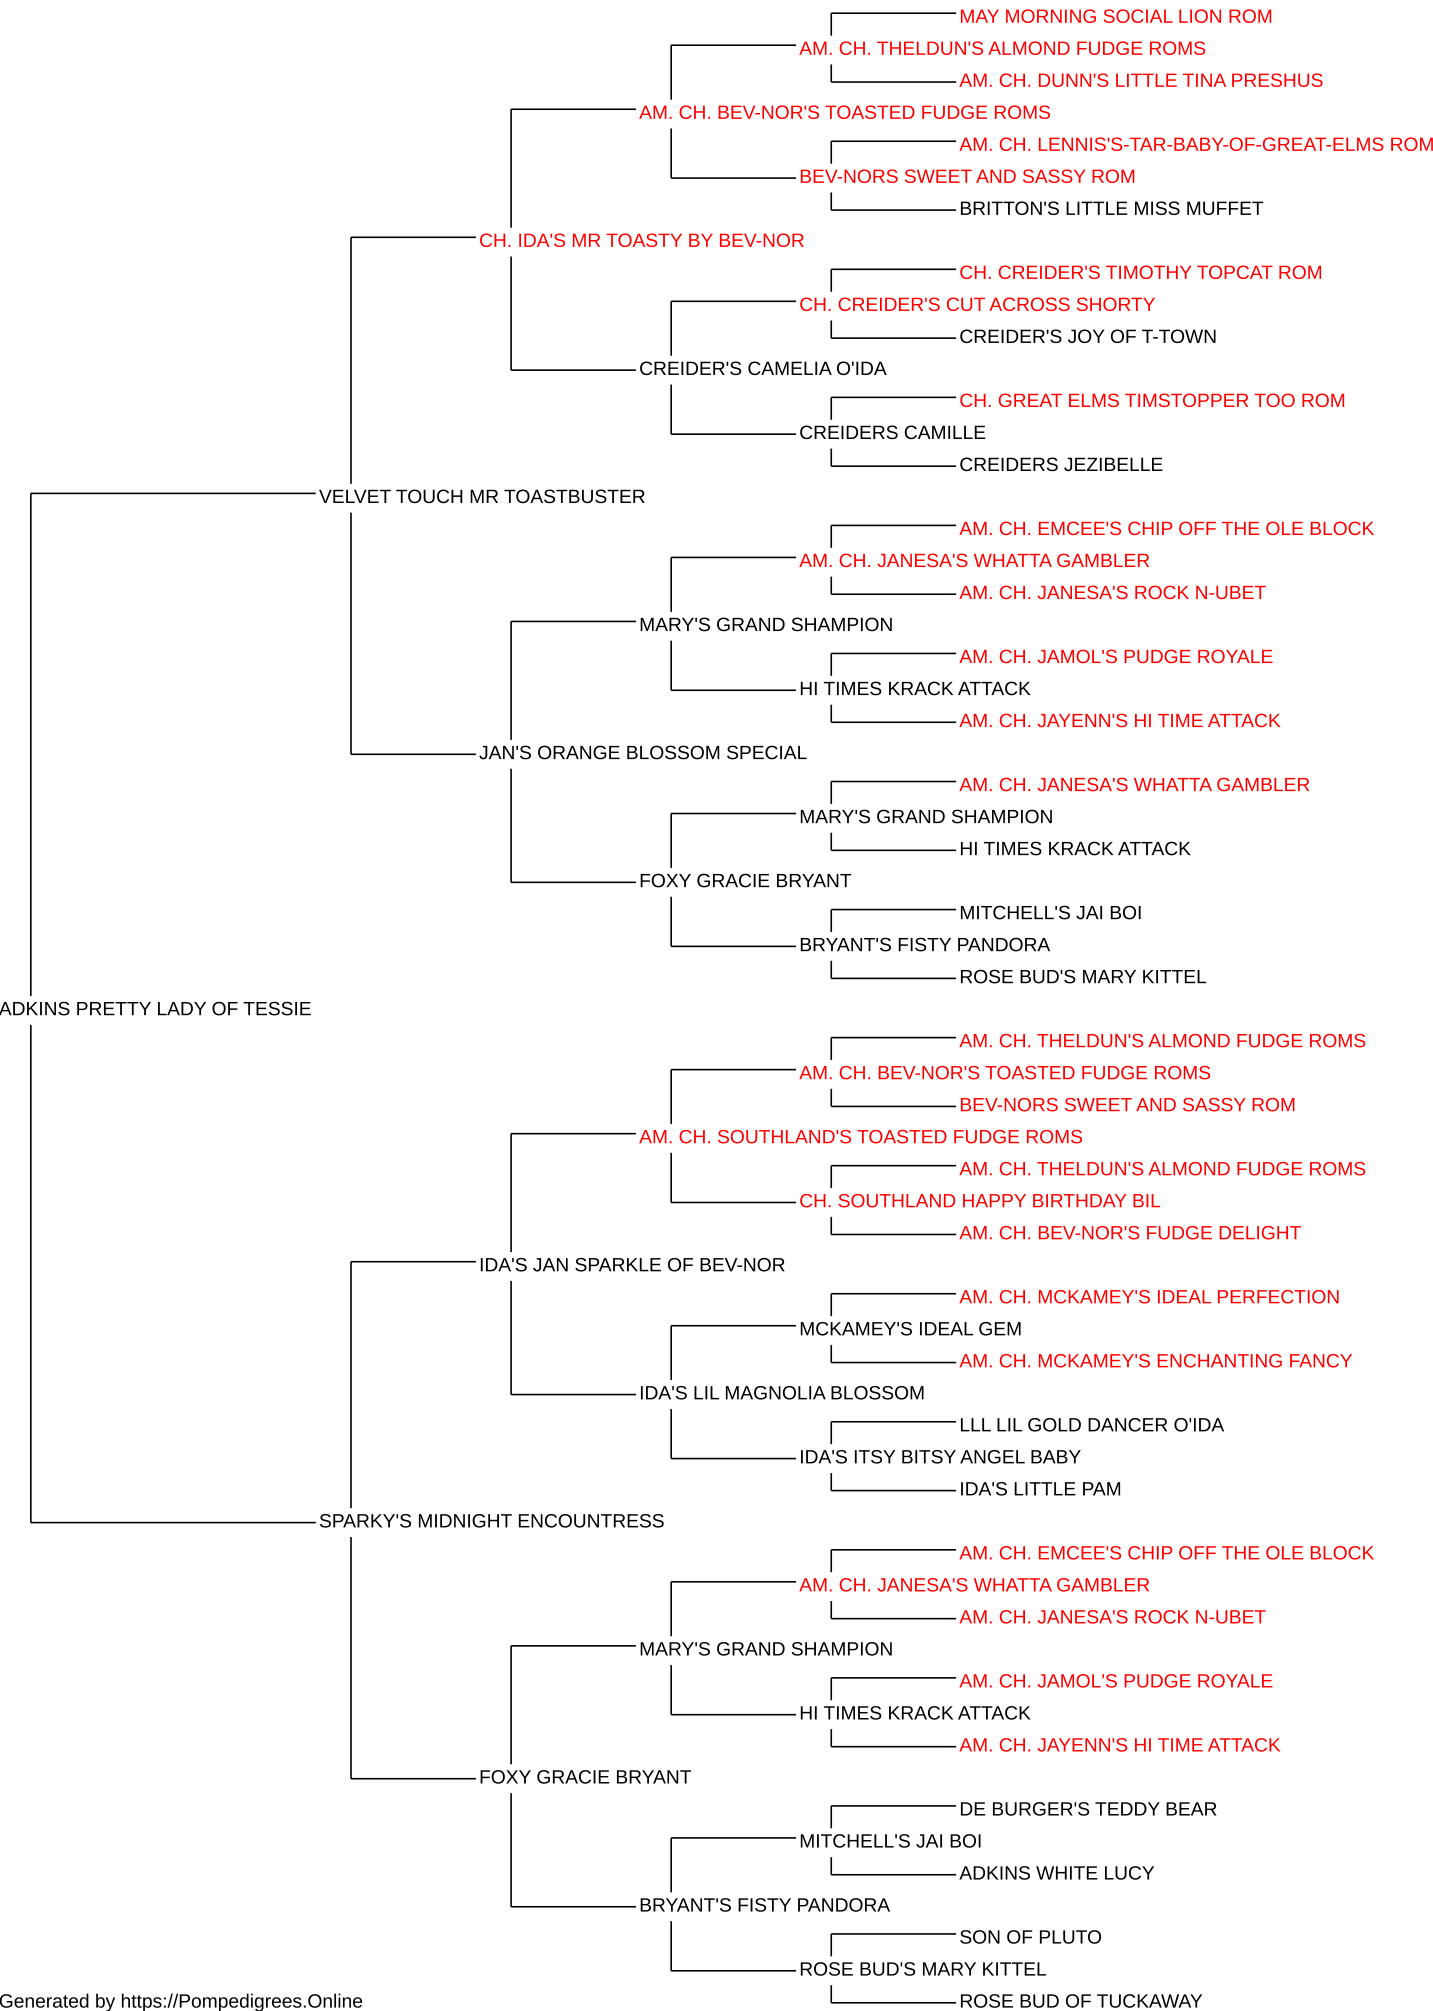 MAY MORNING SOCIAL LION ROM
AM. CH. THELDUN'S ALMOND FUDGE ROMS
AM. CH. DUNN'S LITTLE TINA PRESHUS
AM. CH. BEV-NOR'S TOASTED FUDGE ROMS
AM. CH. LENNIS'S-TAR-BABY-OF-GREAT-ELMS ROM
BEV-NORS SWEET AND SASSY ROM
BRITTON'S LITTLE MISS MUFFET
CH. IDA'S MR TOASTY BY BEV-NOR
CH. CREIDER'S TIMOTHY TOPCAT ROM
CH. CREIDER'S CUT ACROSS SHORTY
CREIDER'S JOY OF T-TOWN
CREIDER'S CAMELIA O'IDA
CH. GREAT ELMS TIMSTOPPER TOO ROM
CREIDERS CAMILLE
CREIDERS JEZIBELLE
VELVET TOUCH MR TOASTBUSTER
AM. CH. EMCEE'S CHIP OFF THE OLE BLOCK
AM. CH. JANESA'S WHATTA GAMBLER
AM. CH. JANESA'S ROCK N-UBET
MARY'S GRAND SHAMPION
AM. CH. JAMOL'S PUDGE ROYALE
HI TIMES KRACK ATTACK
AM. CH. JAYENN'S HI TIME ATTACK
JAN'S ORANGE BLOSSOM SPECIAL
AM. CH. JANESA'S WHATTA GAMBLER
MARY'S GRAND SHAMPION
HI TIMES KRACK ATTACK
FOXY GRACIE BRYANT
MITCHELL'S JAI BOI
BRYANT'S FISTY PANDORA
ROSE BUD'S MARY KITTEL
ADKINS PRETTY LADY OF TESSIE
AM. CH. THELDUN'S ALMOND FUDGE ROMS
AM. CH. BEV-NOR'S TOASTED FUDGE ROMS
BEV-NORS SWEET AND SASSY ROM
AM. CH. SOUTHLAND'S TOASTED FUDGE ROMS
AM. CH. THELDUN'S ALMOND FUDGE ROMS
CH. SOUTHLAND HAPPY BIRTHDAY BIL
AM. CH. BEV-NOR'S FUDGE DELIGHT
IDA'S JAN SPARKLE OF BEV-NOR
AM. CH. MCKAMEY'S IDEAL PERFECTION
MCKAMEY'S IDEAL GEM
AM. CH. MCKAMEY'S ENCHANTING FANCY
IDA'S LIL MAGNOLIA BLOSSOM
LLL LIL GOLD DANCER O'IDA
IDA'S ITSY BITSY ANGEL BABY
IDA'S LITTLE PAM
SPARKY'S MIDNIGHT ENCOUNTRESS
AM. CH. EMCEE'S CHIP OFF THE OLE BLOCK
AM. CH. JANESA'S WHATTA GAMBLER
AM. CH. JANESA'S ROCK N-UBET
MARY'S GRAND SHAMPION
AM. CH. JAMOL'S PUDGE ROYALE
HI TIMES KRACK ATTACK
AM. CH. JAYENN'S HI TIME ATTACK
FOXY GRACIE BRYANT
DE BURGER'S TEDDY BEAR
MITCHELL'S JAI BOI
ADKINS WHITE LUCY
BRYANT'S FISTY PANDORA
SON OF PLUTO
ROSE BUD'S MARY KITTEL
ROSE BUD OF TUCKAWAY
Generated by https://Pompedigrees.Online